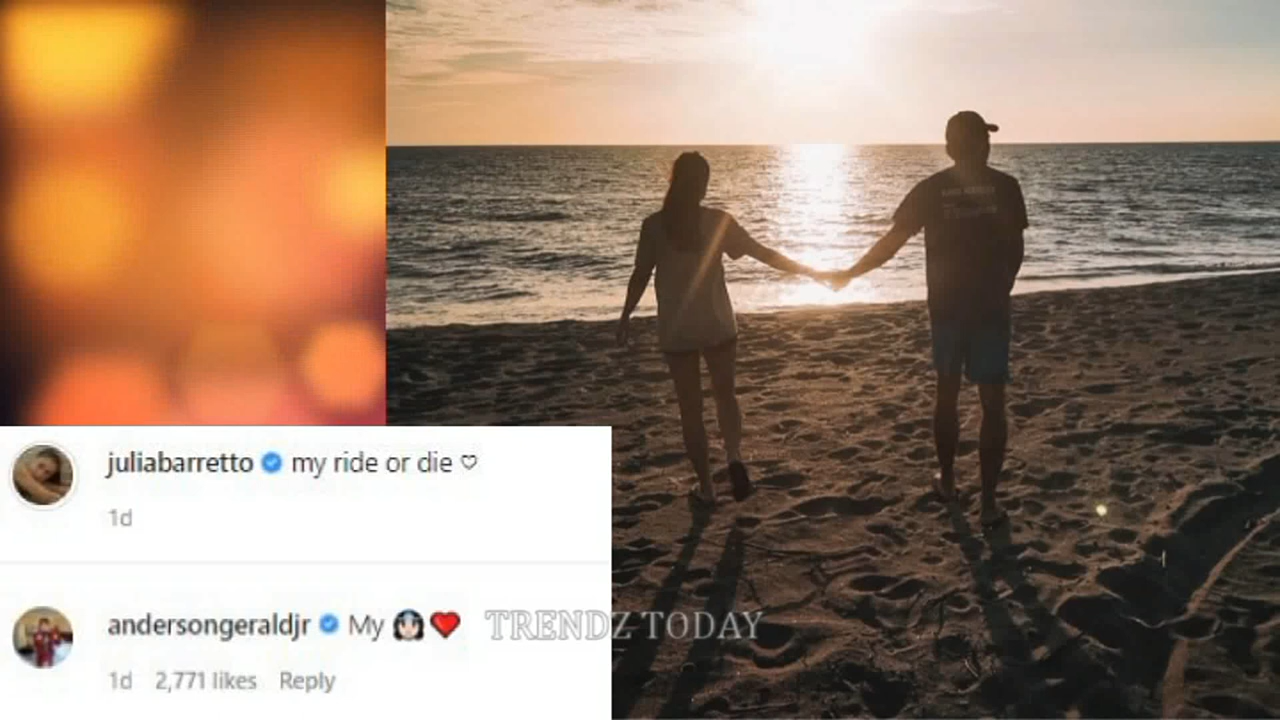 juliabarretto my ride or die ♡
1d
andersongeraldjr My 👧🏻❤️
1d 2,771 likes Reply
TRENDZ TODAY